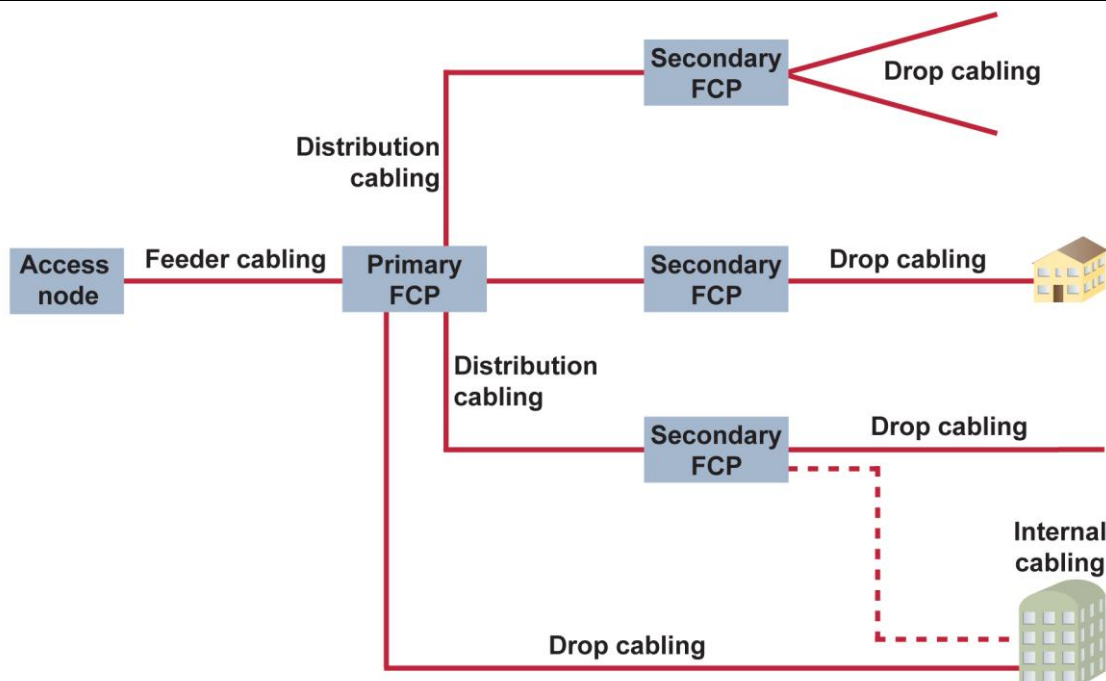 Secondary
FCP
Drop cabling
Distribution
cabling
Access
node
Feeder cabling
Primary
FCP
Secondary
FCP
Drop cabling
Distribution
cabling
Secondary
FCP
Drop cabling
Internal
cabling
Drop cabling